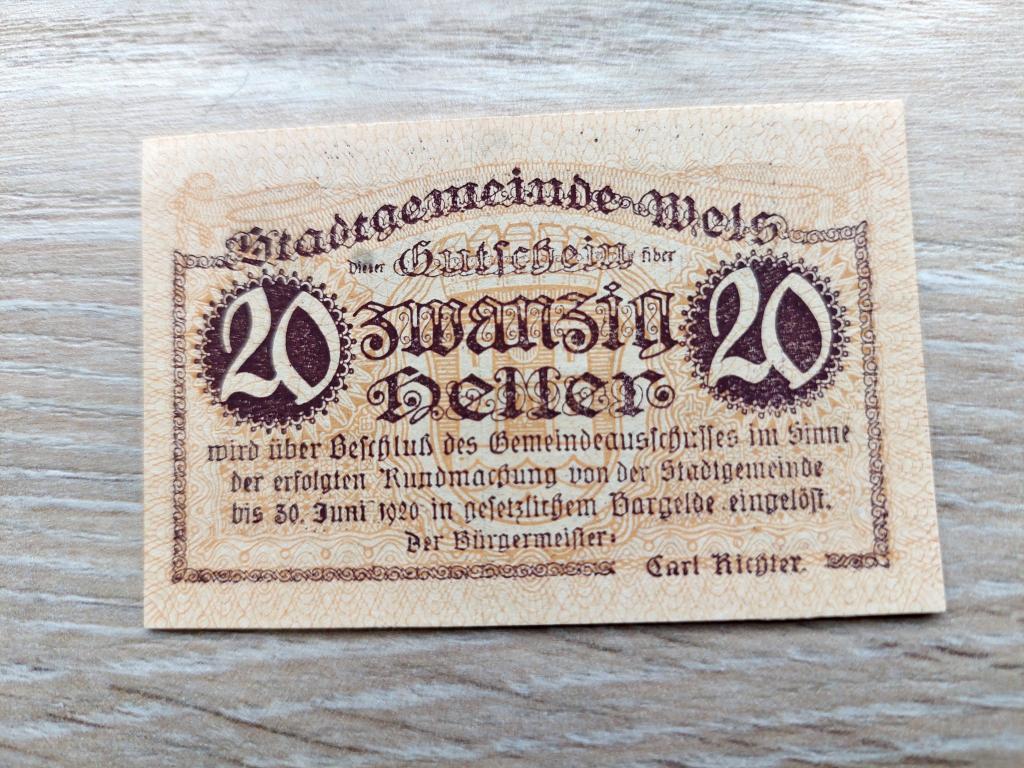 Stadtgemeinde Wels
Dieser Gutschein über
20 zwanzig 20
Heller
wird über Beschluß des Gemeindeausschusses im Sinne
der erfolgten Kundmachung von der Stadtgemeinde
bis 30. Juni 1920 in gesetzlichem Bargelde eingelöst.
Der Bürgermeister:
Carl Richter.